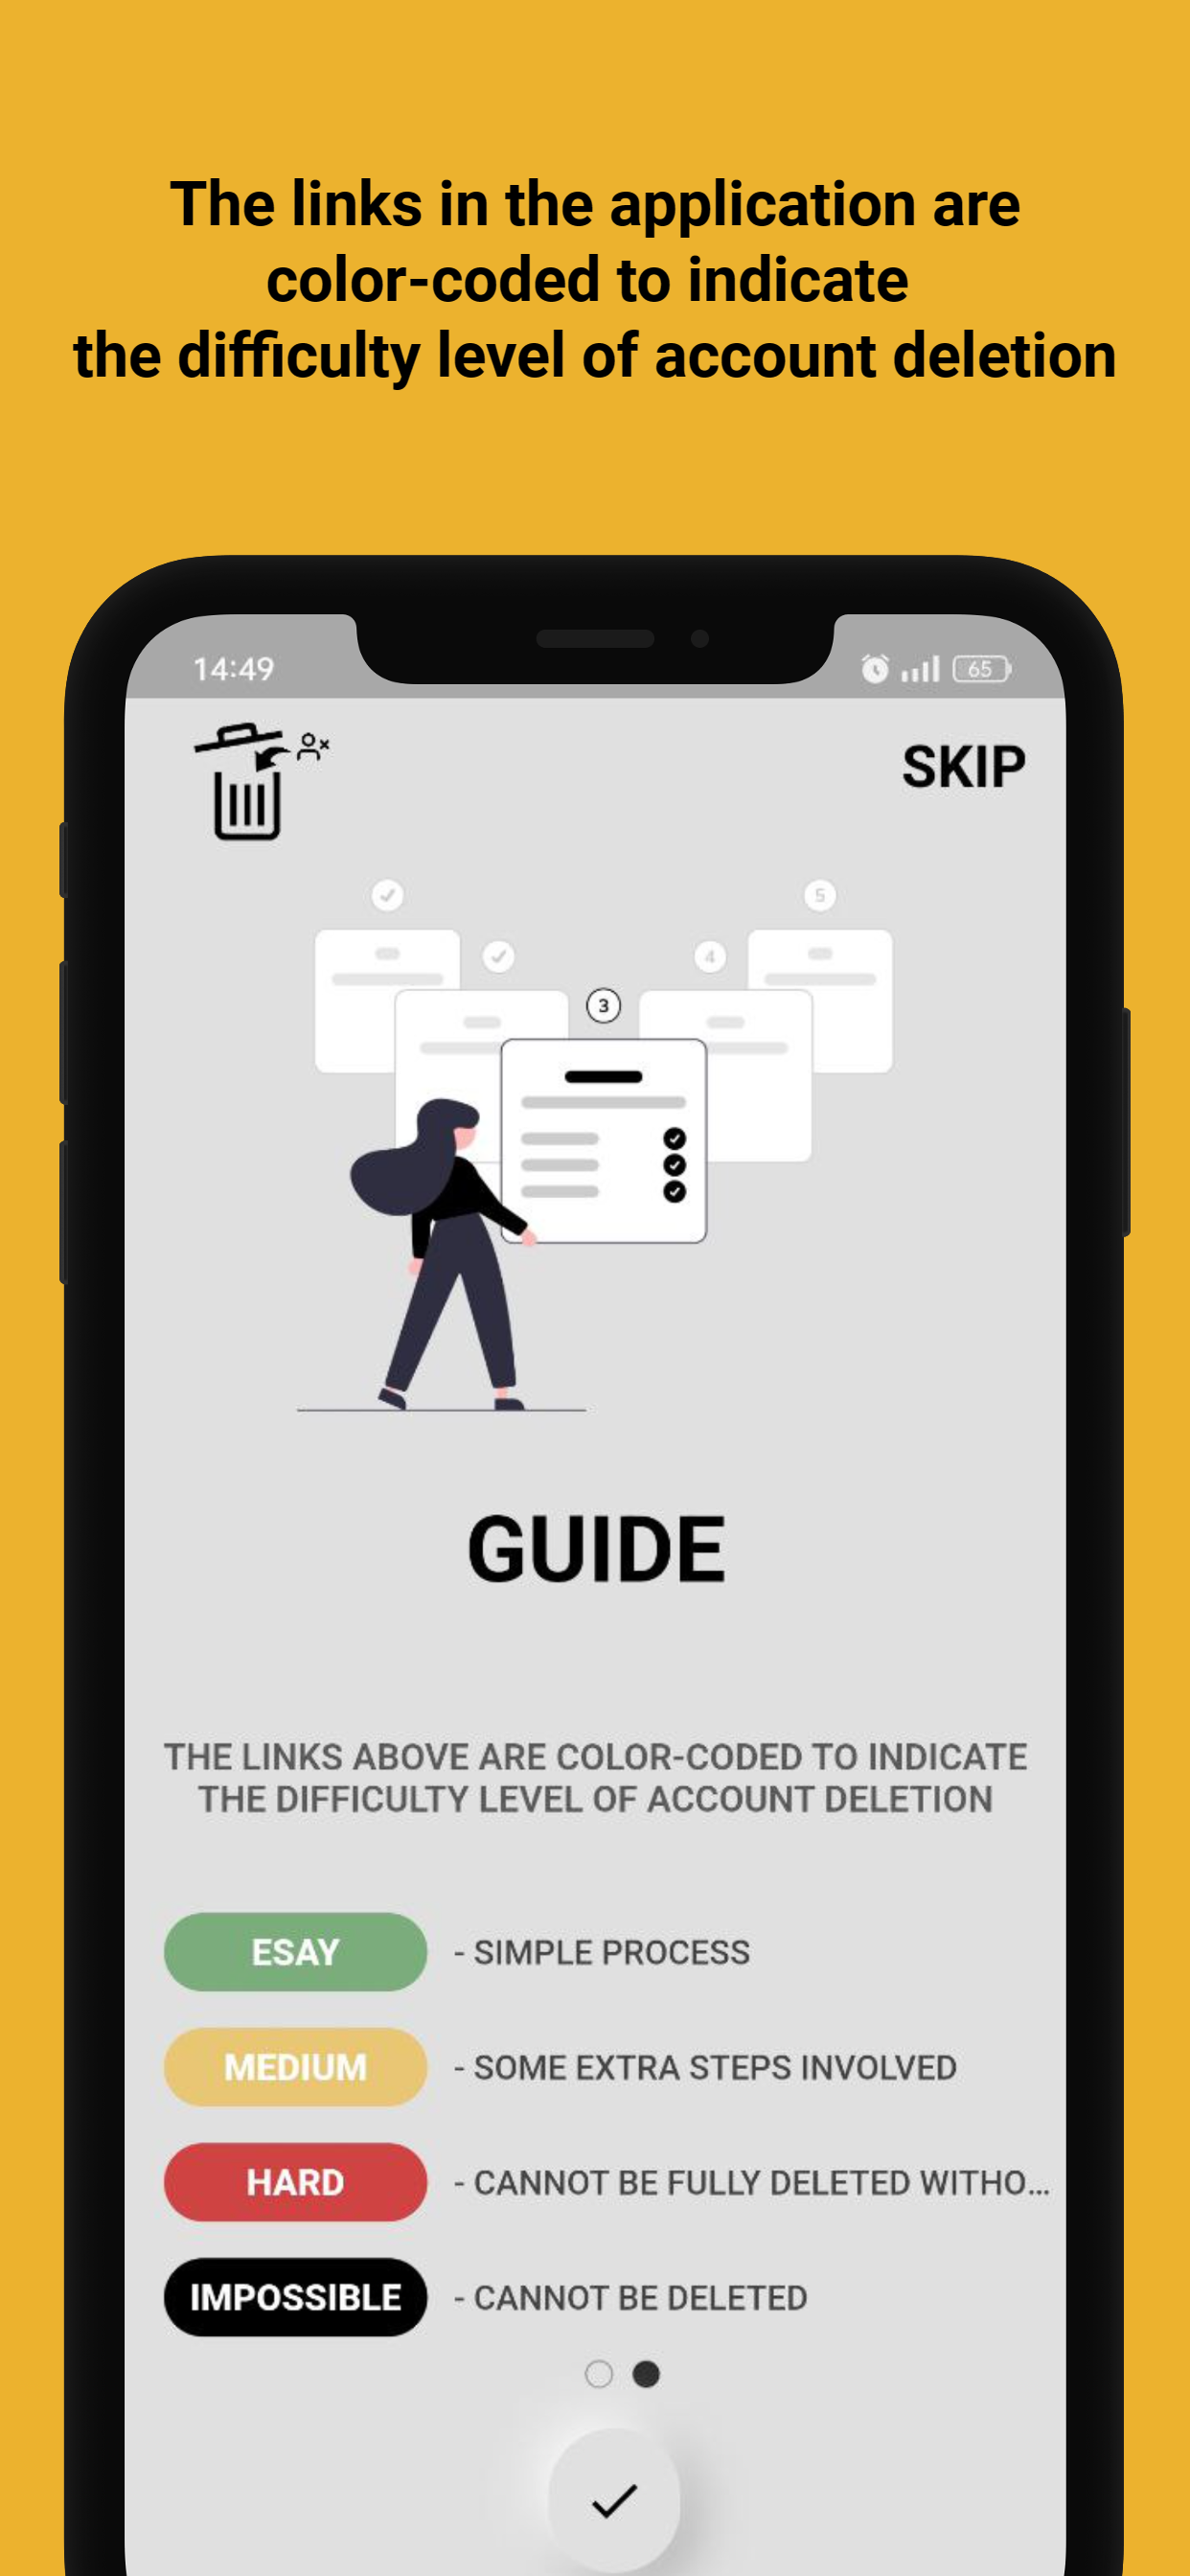 The links in the application are
color-coded to indicate
the difficulty level of account deletion
14:49
65
SKIP
5
4
3
GUIDE
THE LINKS ABOVE ARE COLOR-CODED TO INDICATE
THE DIFFICULTY LEVEL OF ACCOUNT DELETION
ESAY - SIMPLE PROCESS
MEDIUM - SOME EXTRA STEPS INVOLVED
HARD - CANNOT BE FULLY DELETED WITHO...
IMPOSSIBLE - CANNOT BE DELETED